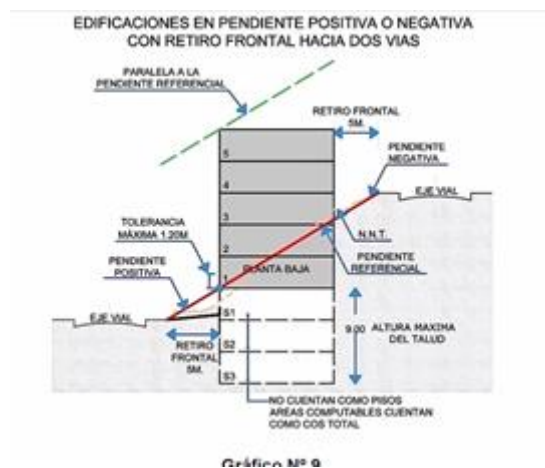 EDIFICACIONES EN PENDIENTE POSITIVA O NEGATIVA
CON RETIRO FRONTAL HACIA DOS VIAS
PARALELA A LA
PENDIENTE REFERENCIAL
RETIRO FRONTAL
5M.
PENDIENTE
NEGATIVA
5
4
EJE VIAL
3
TOLERANCIA
MÁXIMA 1.20M
N.N.T.
2
PENDIENTE
POSITIVA
PLANTA BAJA
PENDIENTE
REFERENCIAL
1
EJE VIAL
S1
9.00
ALTURA MAXIMA
DEL TALUD
RETIRO
FRONTAL
5M.
S2
S3
NO CUENTAN COMO PISOS
AREAS COMPUTABLES CUENTAN
COMO COS TOTAL
Gráfico Nº 9